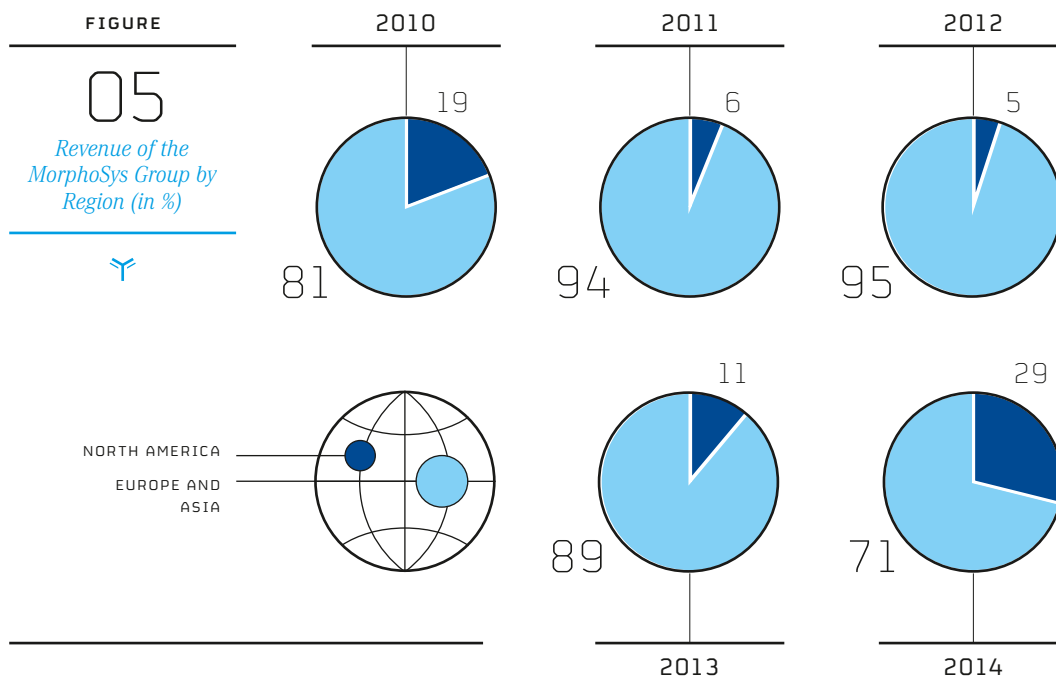 FIGURE
05
Revenue of the
MorphoSys Group by
Region (in %)
2010
19
81
2011
6
94
2012
5
95
NORTH AMERICA
EUROPE AND
ASIA
11
89
2013
29
71
2014